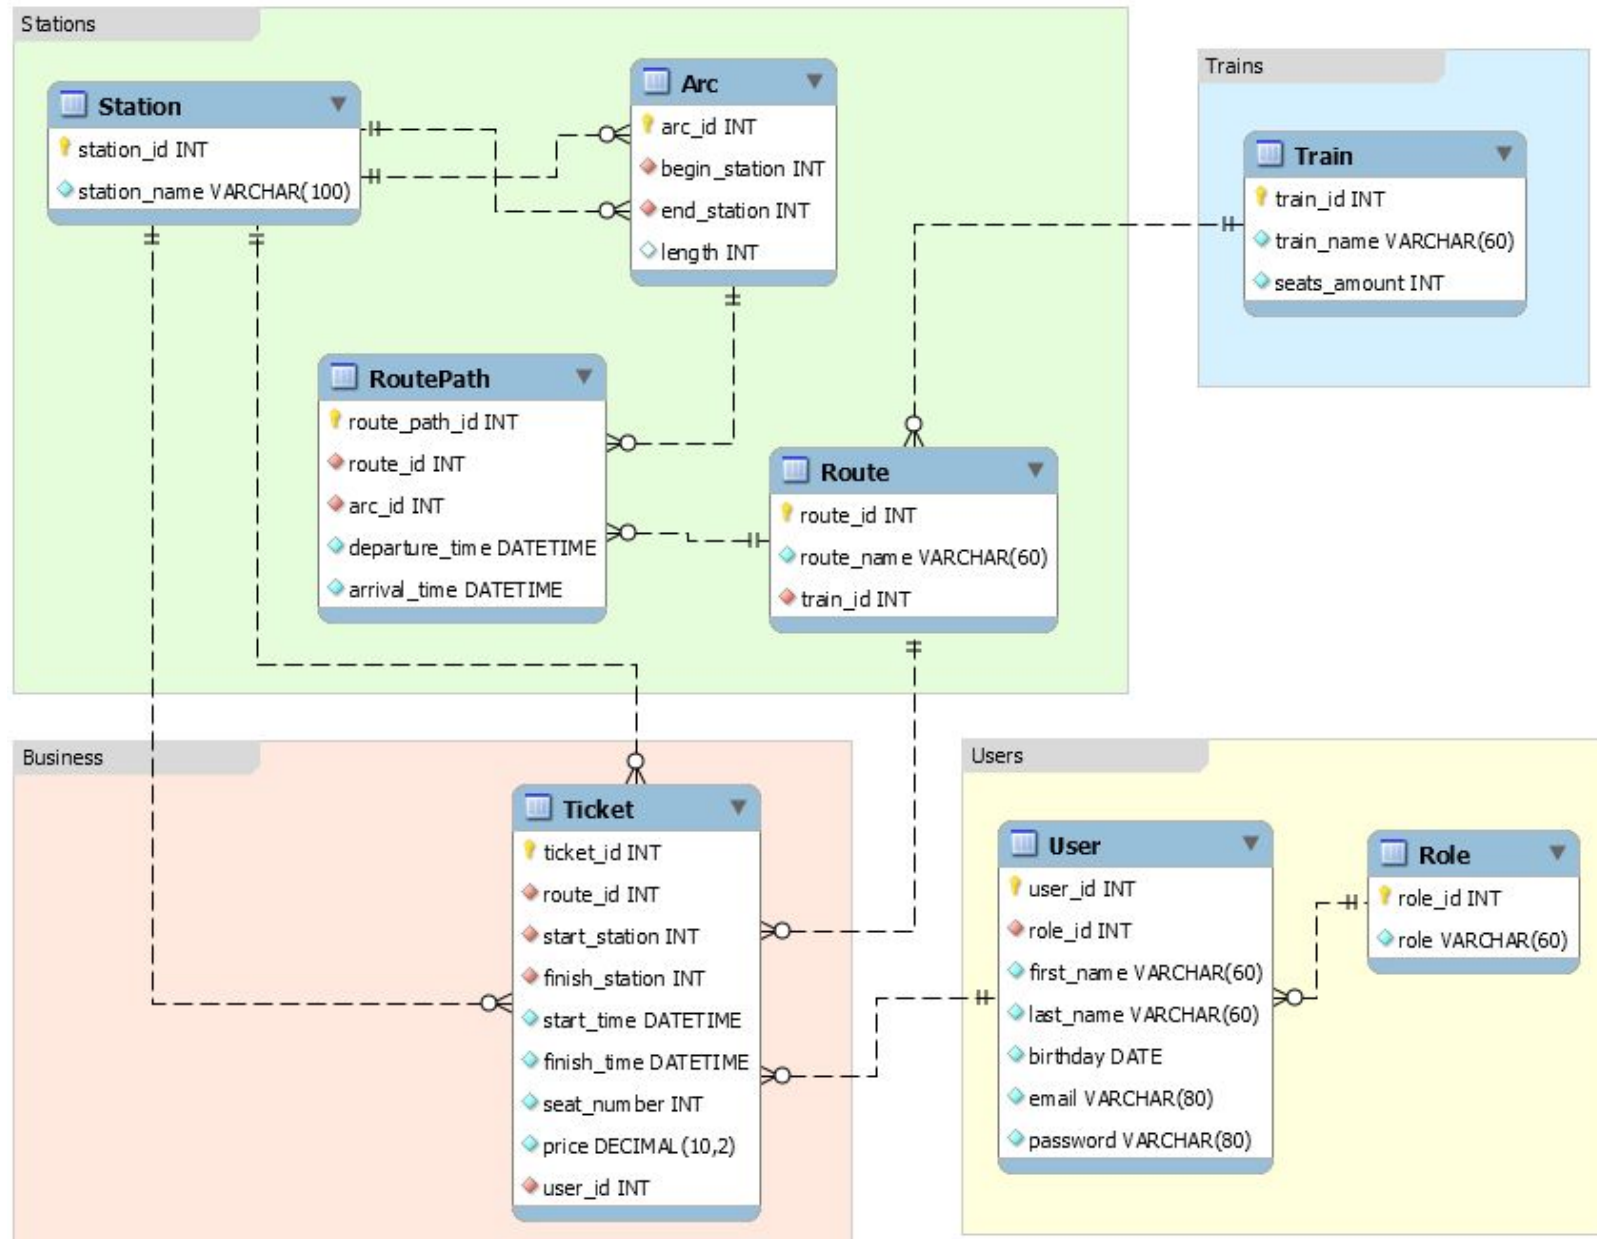 Stations
Station
station_id INT
station_name VARCHAR(100)
Arc
arc_id INT
begin_station INT
end_station INT
length INT
RoutePath
route_path_id INT
route_id INT
arc_id INT
departure_time DATETIME
arrival_time DATETIME
Route
route_id INT
route_name VARCHAR(60)
train_id INT
Trains
Train
train_id INT
train_name VARCHAR(60)
seats_amount INT
Business
Ticket
ticket_id INT
route_id INT
start_station INT
finish_station INT
start_time DATETIME
finish_time DATETIME
seat_number INT
price DECIMAL(10,2)
user_id INT
Users
User
user_id INT
role_id INT
first_name VARCHAR(60)
last_name VARCHAR(60)
birthday DATE
email VARCHAR(80)
password VARCHAR(80)
Role
role_id INT
role VARCHAR(60)